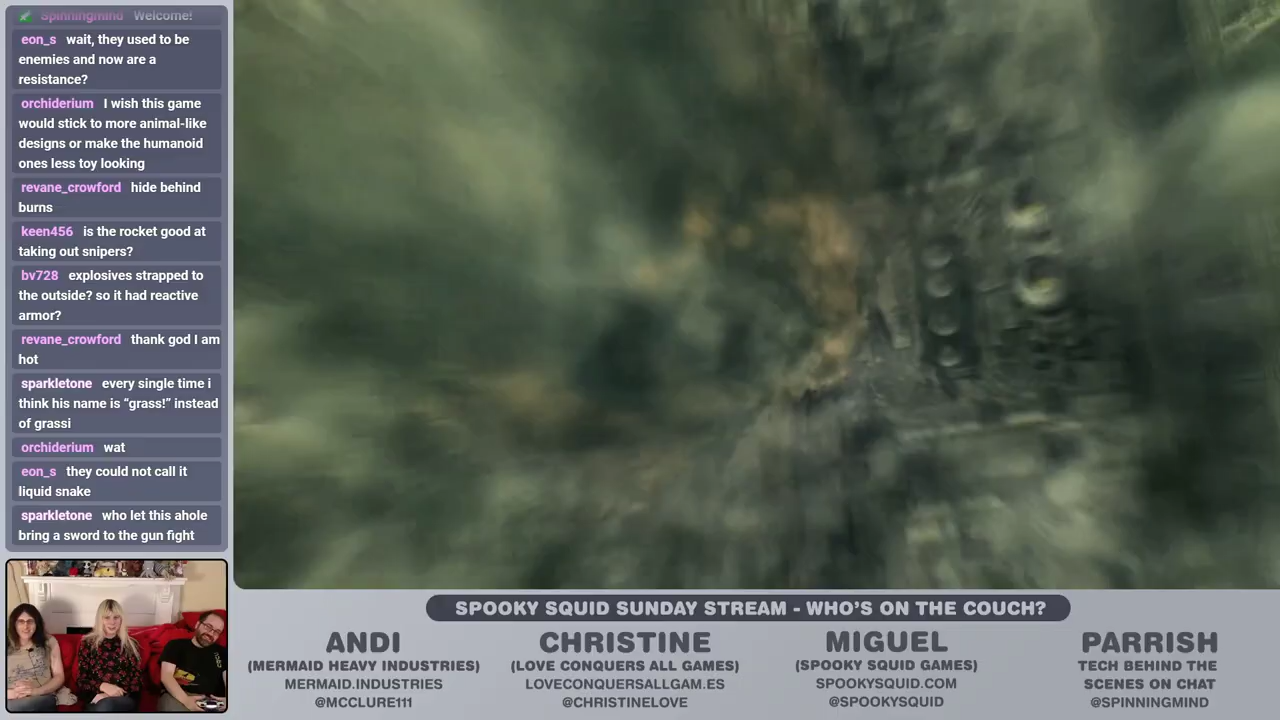 Spinningmind Welcome!
eon_s wait, they used to be
enemies and now are a
resistance?
orchiderium I wish this game
would stick to more animal-like
designs or make the humanoid
ones less toy looking
revane_crowford hide behind
burns
keen456 is the rocket good at
taking out snipers?
bv728 explosives strapped to
the outside? so it had reactive
armor?
revane_crowford thank god I am
hot
sparkletone every single time i
think his name is “grass!” instead
of grassi
orchiderium wat
eon_s they could not call it
liquid snake
sparkletone who let this ahole
bring a sword to the gun fight
SPOOKY SQUID SUNDAY STREAM - WHO'S ON THE COUCH?
ANDI
(MERMAID HEAVY INDUSTRIES)
MERMAID.INDUSTRIES
@MCCLURE111
CHRISTINE
(LOVE CONQUERS ALL GAMES)
LOVECONQUERSALLGAM.ES
@CHRISTINELOVE
MIGUEL
(SPOOKY SQUID GAMES)
SPOOKYSQUID.COM
@SPOOKYSQUID
PARRISH
TECH BEHIND THE
SCENES ON CHAT
@SPINNINGMIND